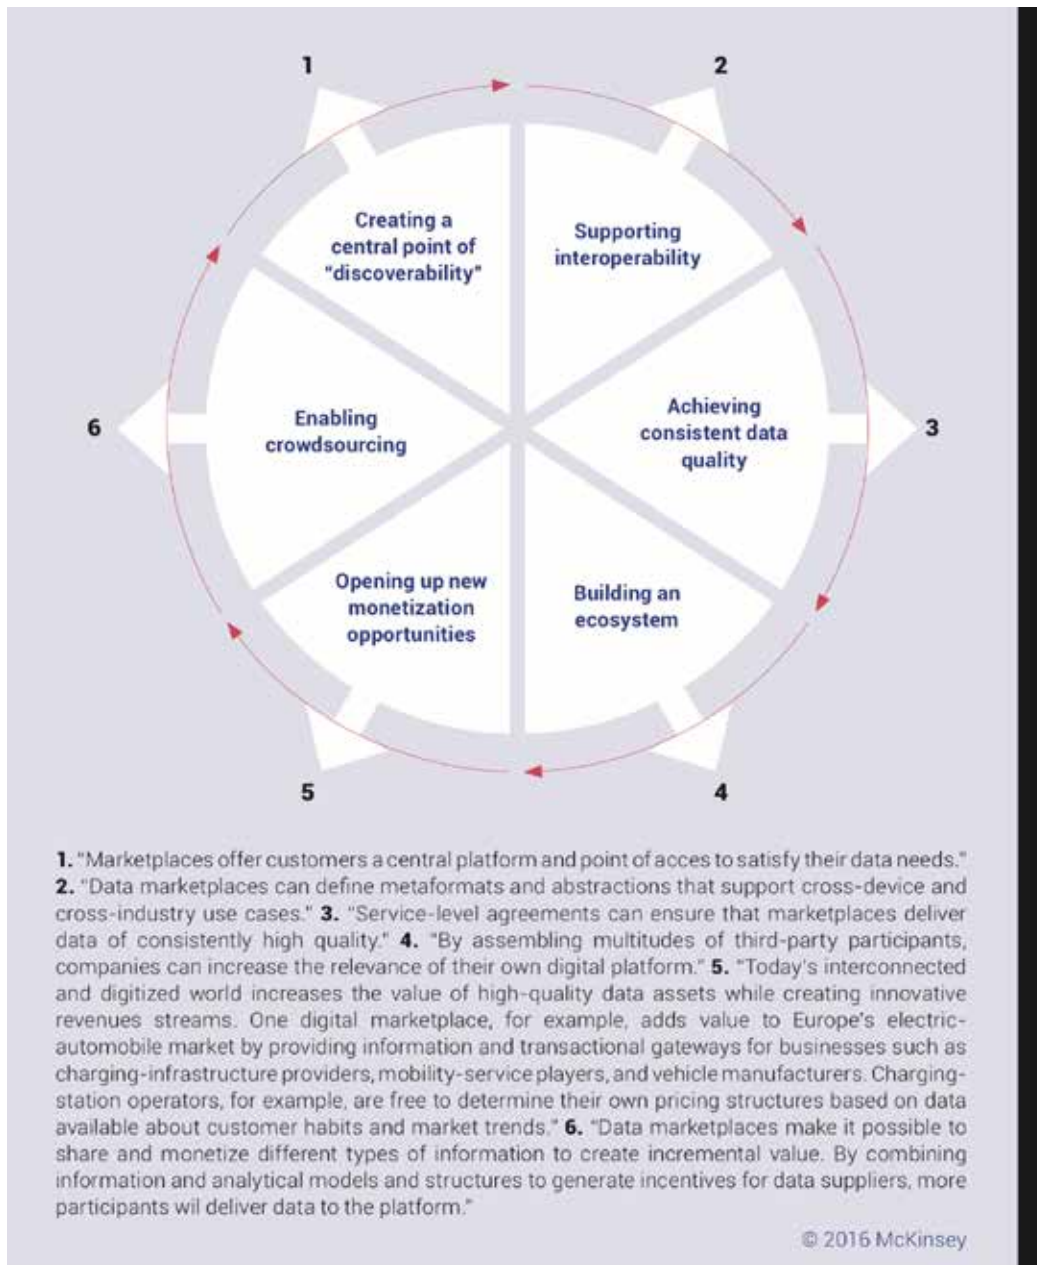 1
2
Creating a
central point of
"discoverability"
Supporting
interoperability
6
Enabling
crowdsourcing
Achieving
consistent data
quality
3
Opening up new
monetization
opportunities
Building an
ecosystem
5
4
1. "Marketplaces offer customers a central platform and point of acces to satisfy their data needs."
2. "Data marketplaces can define metaformats and abstractions that support cross-device and
cross-industry use cases." 3. "Service-level agreements can ensure that marketplaces deliver
data of consistently high quality." 4. "By assembling multitudes of third-party participants,
companies can increase the relevance of their own digital platform." 5. "Today's interconnected
and digitized world increases the value of high-quality data assets while creating innovative
revenues streams. One digital marketplace, for example, adds value to Europe's electric-
automobile market by providing information and transactional gateways for businesses such as
charging-infrastructure providers, mobility-service players, and vehicle manufacturers. Charging-
station operators, for example, are free to determine their own pricing structures based on data
available about customer habits and market trends." 6. "Data marketplaces make it possible to
share and monetize different types of information to create incremental value. By combining
information and analytical models and structures to generate incentives for data suppliers, more
participants wil deliver data to the platform."
© 2016 McKinsey